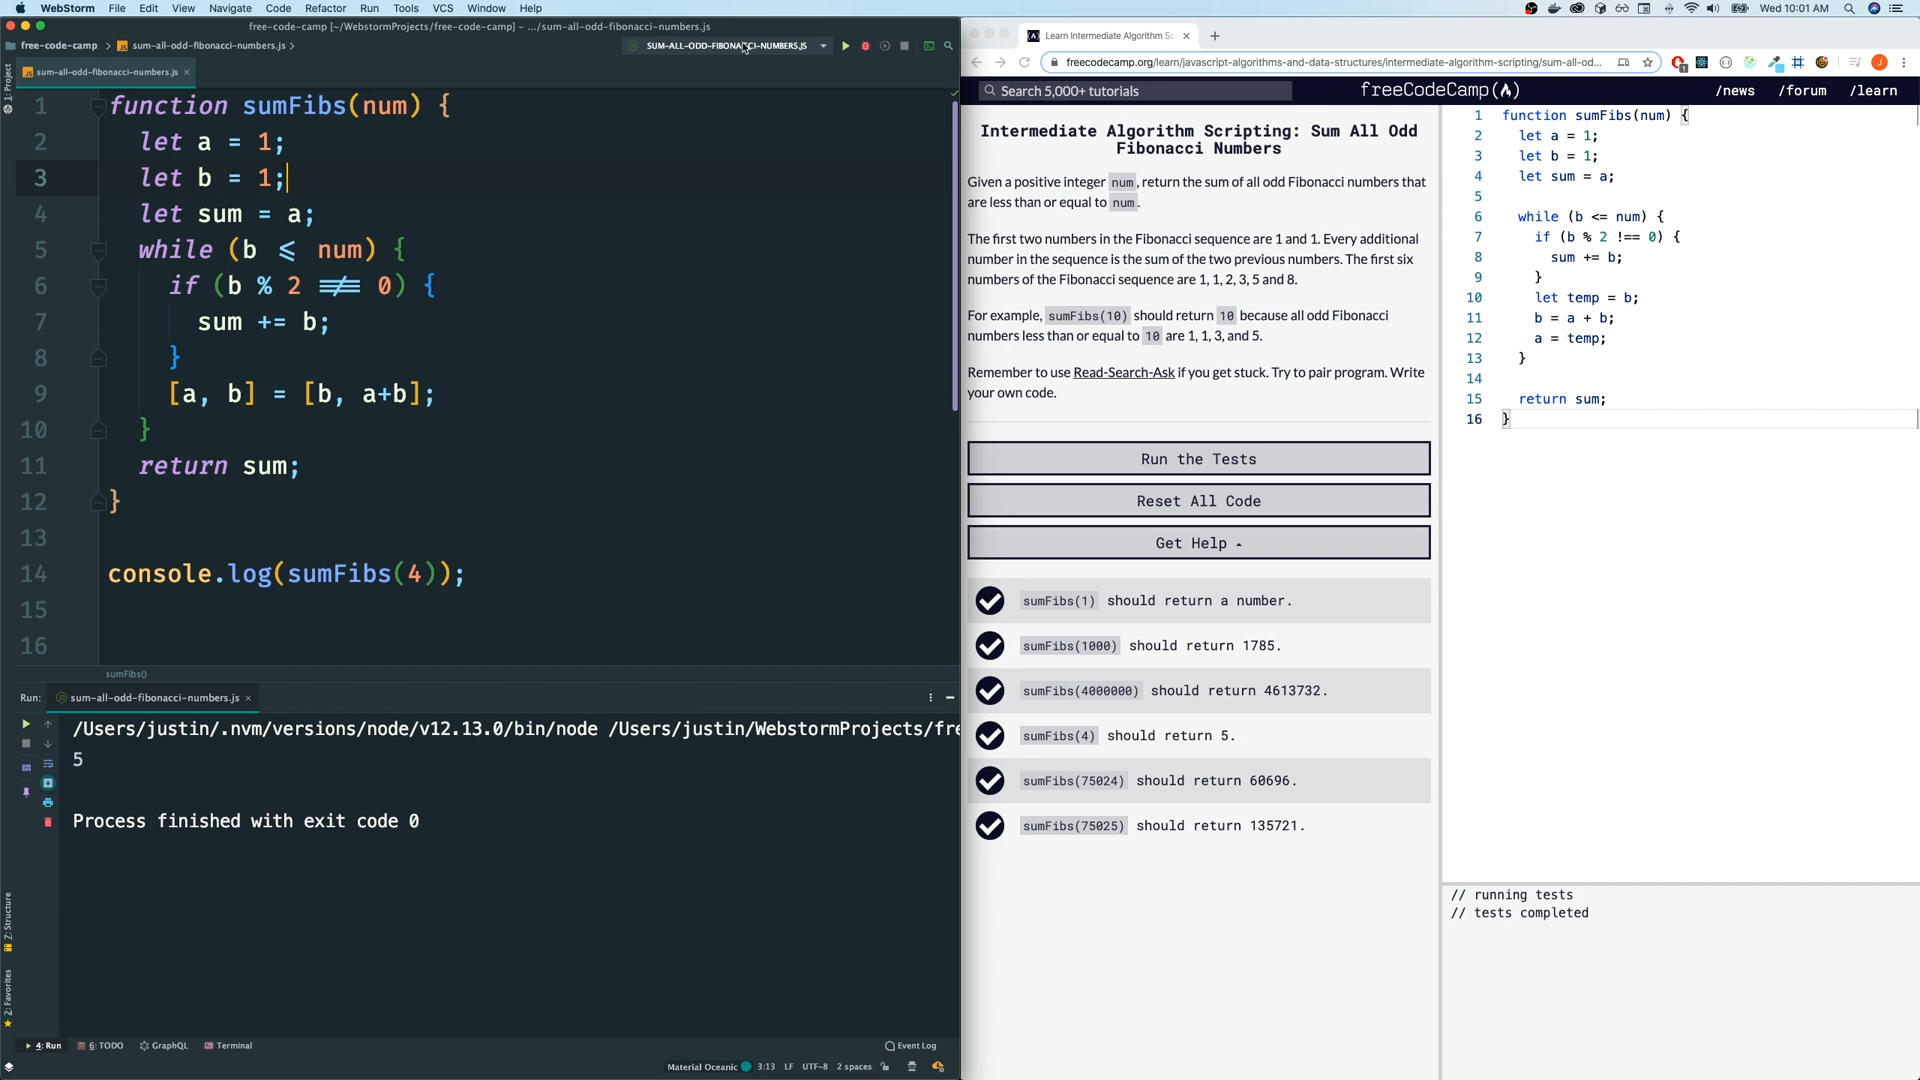 WebStorm File Edit View Navigate Code Refactor Run Tools VCS Window Help
Wed 10:01 AM
free-code-camp [~/WebstormProjects/free-code-camp] - .../sum-all-odd-fibonacci-numbers.js
free-code-camp sum-all-odd-fibonacci-numbers.js
SUM-ALL-ODD-FIBONACCI-NUMBERS.JS
sum-all-odd-fibonacci-numbers.js
1: Project
1 function sumFibs(num) {
2 let a = 1;
3 let b = 1;
4 let sum = a;
5 while (b <= num) {
6 if (b % 2 !== 0) {
7 sum += b;
8 }
9 [a, b] = [b, a+b];
10 }
11 return sum;
12 }
13
14 console.log(sumFibs(4));
15
16
sumFibs()
Run: sum-all-odd-fibonacci-numbers.js
/Users/justin/.nvm/versions/node/v12.13.0/bin/node /Users/justin/WebstormProjects/fre
5
Process finished with exit code 0
Z: Structure
2: Favorites
4: Run 6: TODO GraphQL Terminal
Event Log
Material Oceanic 3:13 LF UTF-8 2 spaces
Learn Intermediate Algorithm Sc
freecodecamp.org/learn/javascript-algorithms-and-data-structures/intermediate-algorithm-scripting/sum-all-od...
1
J
Search 5,000+ tutorials
freeCodeCamp
/news /forum /learn
Intermediate Algorithm Scripting: Sum All Odd
Fibonacci Numbers
Given a positive integer num, return the sum of all odd Fibonacci numbers that
are less than or equal to num.
The first two numbers in the Fibonacci sequence are 1 and 1. Every additional
number in the sequence is the sum of the two previous numbers. The first six
numbers of the Fibonacci sequence are 1, 1, 2, 3, 5 and 8.
For example, sumFibs(10) should return 10 because all odd Fibonacci
numbers less than or equal to 10 are 1, 1, 3, and 5.
Remember to use Read-Search-Ask if you get stuck. Try to pair program. Write
your own code.
Run the Tests
Reset All Code
Get Help
sumFibs(1) should return a number.
sumFibs(1000) should return 1785.
sumFibs(4000000) should return 4613732.
sumFibs(4) should return 5.
sumFibs(75024) should return 60696.
sumFibs(75025) should return 135721.
1 function sumFibs(num) {
2 let a = 1;
3 let b = 1;
4 let sum = a;
5
6 while (b <= num) {
7 if (b % 2 !== 0) {
8 sum += b;
9 }
10 let temp = b;
11 b = a + b;
12 a = temp;
13 }
14
15 return sum;
16 }
// running tests
// tests completed